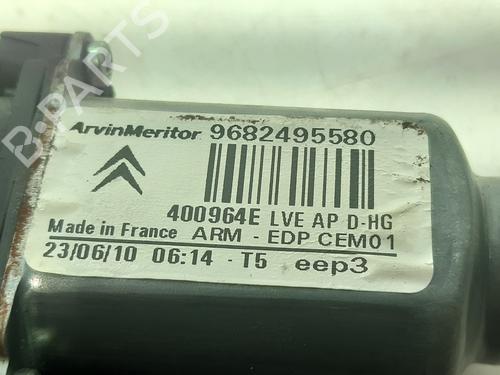 B-PARTS
ArvinMeritor 9682495580
400964E LVE AP D-HG
Made in France ARM - EDP CEM01
23/06/10 06:14 - T5 eep3